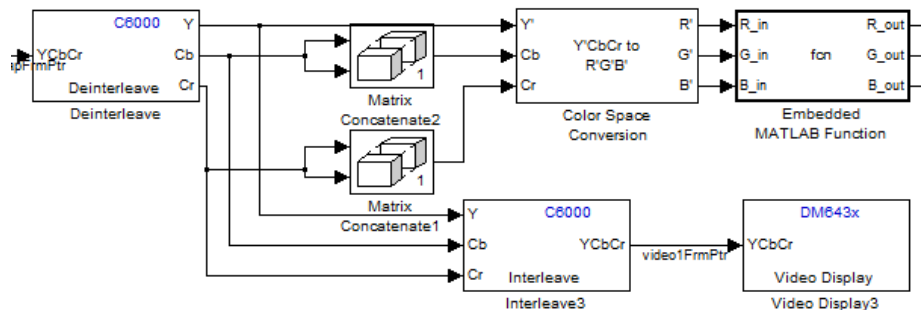 C6000
YCbCr
Y
Cb
Cr
Deinterleave
Deinterleave
1
Matrix
Concatenate2
1
Matrix
Concatenate1
Y'
Cb
Cr
Y'CbCr to
R'G'B'
R'
G'
B'
Color Space
Conversion
R_in
G_in
B_in
fcn
R_out
G_out
B_out
Embedded
MATLAB Function
C6000
Y
Cb
Cr
YCbCr
Interleave
Interleave3
video1FrmPtr
DM643x
YCbCr
Video Display
Video Display3